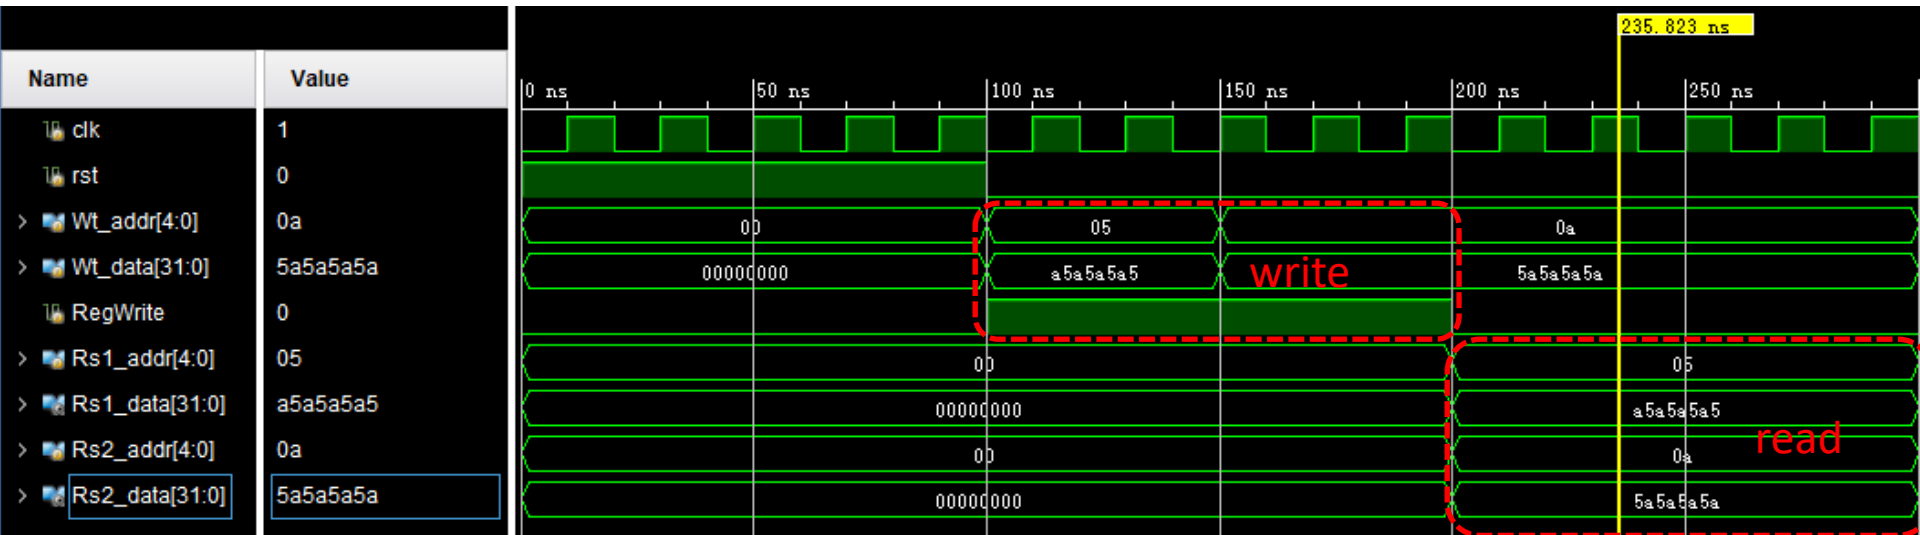 235.823 ns
Name Value
0 ns 50 ns 100 ns 150 ns 200 ns 250 ns
clk 1
rst 0
Wt_addr[4:0] 0a 00 05 0a
Wt_data[31:0] 5a5a5a5a 00000000 a5a5a5a5 write 5a5a5a5a
RegWrite 0
Rs1_addr[4:0] 05 00 05
Rs1_data[31:0] a5a5a5a5 00000000 a5a5a5a5
read
Rs2_addr[4:0] 0a 00 0a
Rs2_data[31:0] 5a5a5a5a 00000000 5a5a5a5a